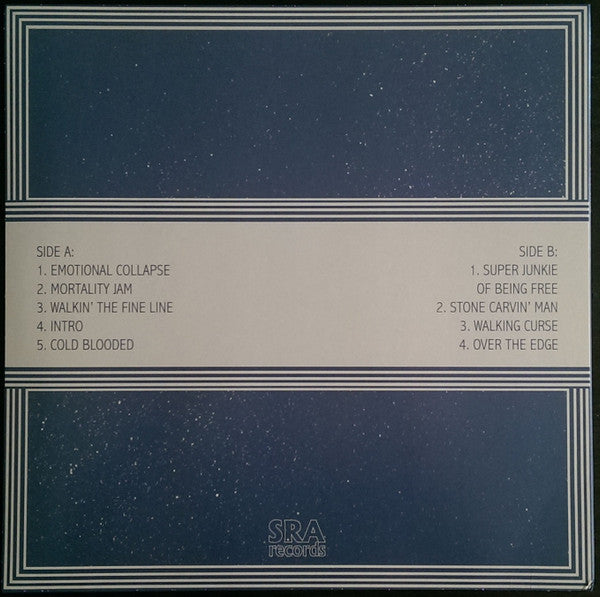 SIDE A:
1. EMOTIONAL COLLAPSE
2. MORTALITY JAM
3. WALKIN' THE FINE LINE
4. INTRO
5. COLD BLOODED
SIDE B:
1. SUPER JUNKIE
OF BEING FREE
2. STONE CARVIN' MAN
3. WALKING CURSE
4. OVER THE EDGE
SRA
records